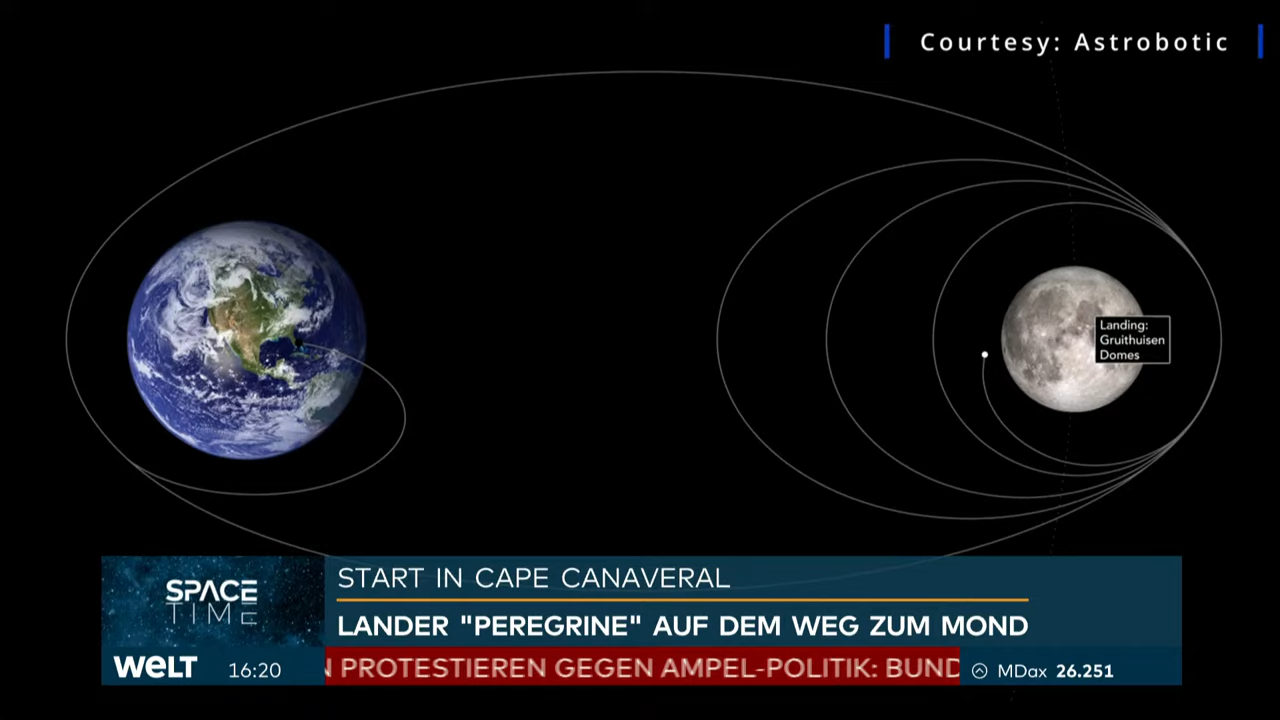 Courtesy: Astrobotic
Landing:
Gruithuisen
Domes
START IN CAPE CANAVERAL
SPACE
TIME
LANDER "PEREGRINE" AUF DEM WEG ZUM MOND
welt 16:20 N PROTESTIEREN GEGEN AMPEL-POLITIK: BUND MDax 26.251